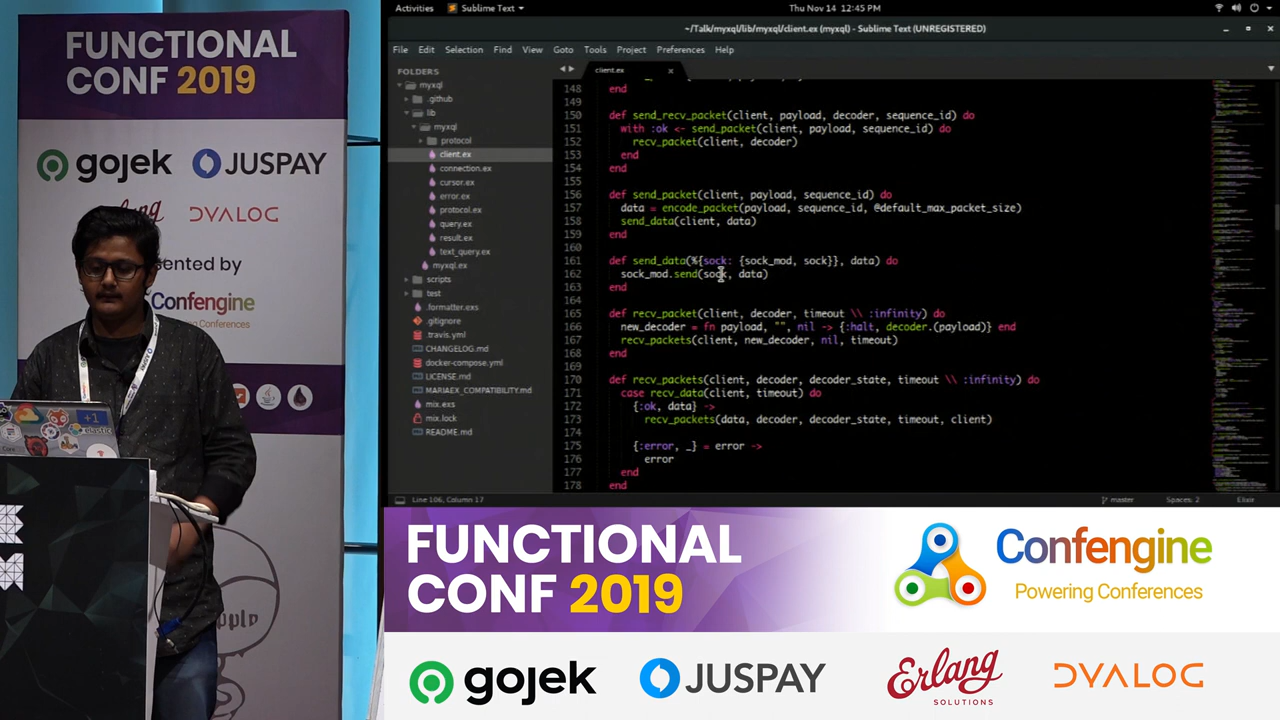 FUNCTIONAL
CONF 2019
gojek
JUSPAY
DYALOG
Confengine
Activities
Sublime Text
Thu Nov 14 12:45 PM
~/Talk/myxql/lib/myxql/client.ex (myxql) - Sublime Text (UNREGISTERED)
File Edit Selection Find View Goto Tools Project Preferences Help
FOLDERS
myxql
.github
lib
myxql
protocol
client.ex
connection.ex
cursor.ex
error.ex
protocol.ex
query.ex
result.ex
text_query.ex
myxql.ex
scripts
test
.formatter.exs
.gitignore
.travis.yml
CHANGELOG.md
docker-compose.yml
LICENSE.md
MARIAEX_COMPATIBILITY.md
mix.exs
mix.lock
README.md
client.ex
148 end
149
150 def send_recv_packet(client, payload, decoder, sequence_id) do
151 with :ok <- send_packet(client, payload, sequence_id) do
152 recv_packet(client, decoder)
153 end
154 end
155
156 def send_packet(client, payload, sequence_id) do
157 data = encode_packet(payload, sequence_id, @default_max_packet_size)
158 send_data(client, data)
159 end
160
161 def send_data(%{sock: {sock_mod, sock}}, data) do
162 sock_mod.send(sock, data)
163 end
164
165 def recv_packet(client, decoder, timeout \\ :infinity) do
166 new_decoder = fn payload, "", nil -> {:halt, decoder.(payload)} end
167 recv_packets(client, new_decoder, nil, timeout)
168 end
169
170 def recv_packets(client, decoder, decoder_state, timeout \\ :infinity) do
171 case recv_data(client, timeout) do
172 {:ok, data} ->
173 recv_packets(data, decoder, decoder_state, timeout, client)
174
175 {:error, _} = error ->
176 error
177 end
178 end
Line 106, Column 17
master
Spaces: 2
Elixir
FUNCTIONAL
CONF 2019
Confengine
Powering Conferences
gojek
JUSPAY
Erlang
SOLUTIONS
DYALOG